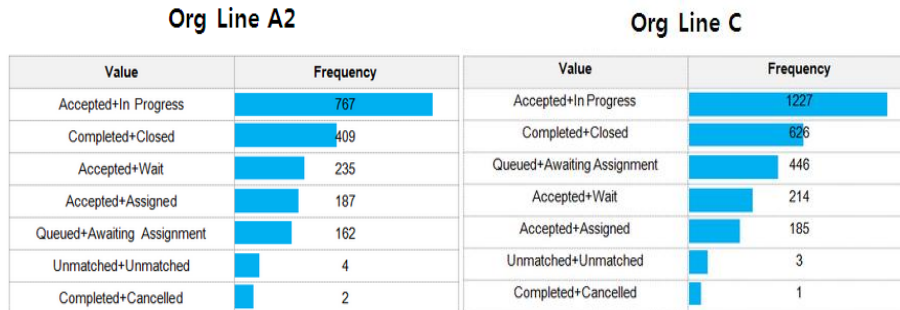 Org Line A2
Value Frequency
Accepted+In Progress 767
Completed+Closed 409
Accepted+Wait 235
Accepted+Assigned 187
Queued+Awaiting Assignment 162
Unmatched+Unmatched 4
Completed+Cancelled 2
Org Line C
Value Frequency
Accepted+In Progress 1227
Completed+Closed 626
Queued+Awaiting Assignment 446
Accepted+Wait 214
Accepted+Assigned 185
Unmatched+Unmatched 3
Completed+Cancelled 1